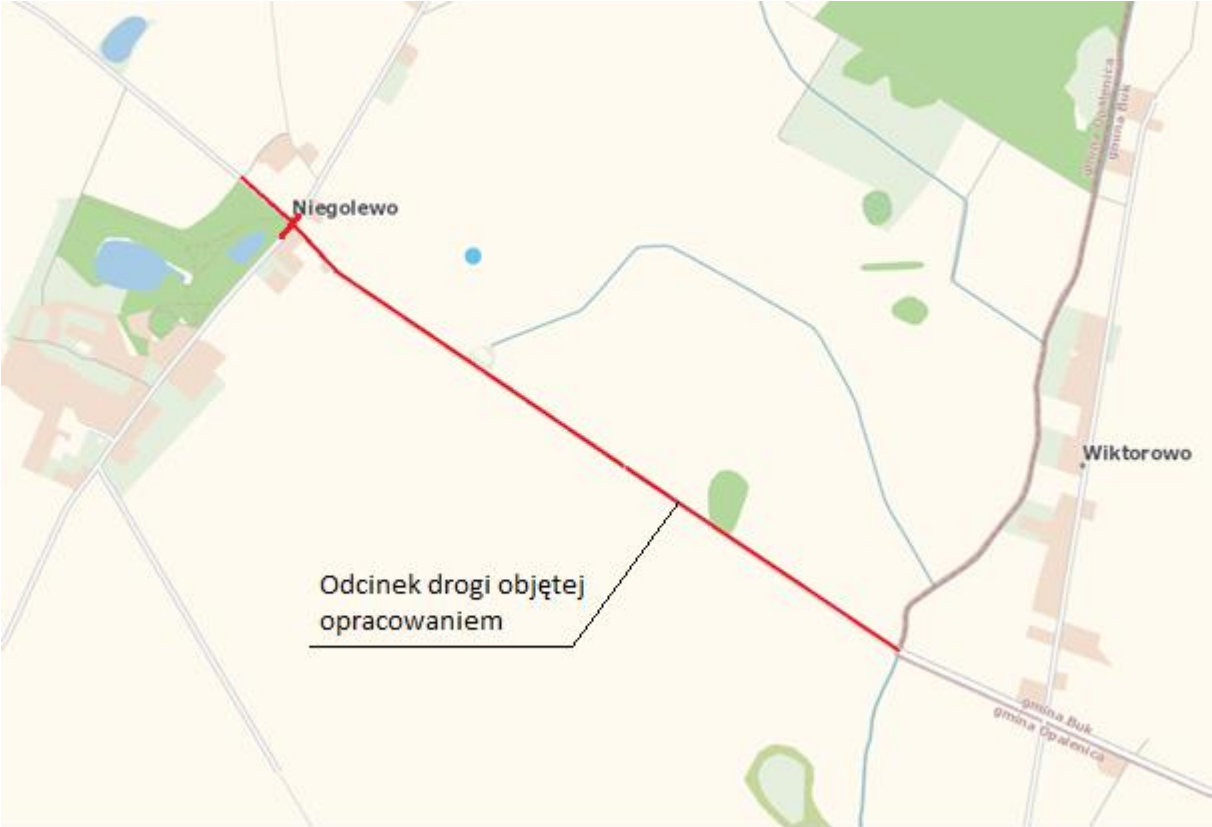 gmina Opalenica
gmina Buk
Niegolewo
Wiktorowo
Odcinek drogi objętej
opracowaniem
gmina Buk
gmina Opalenica